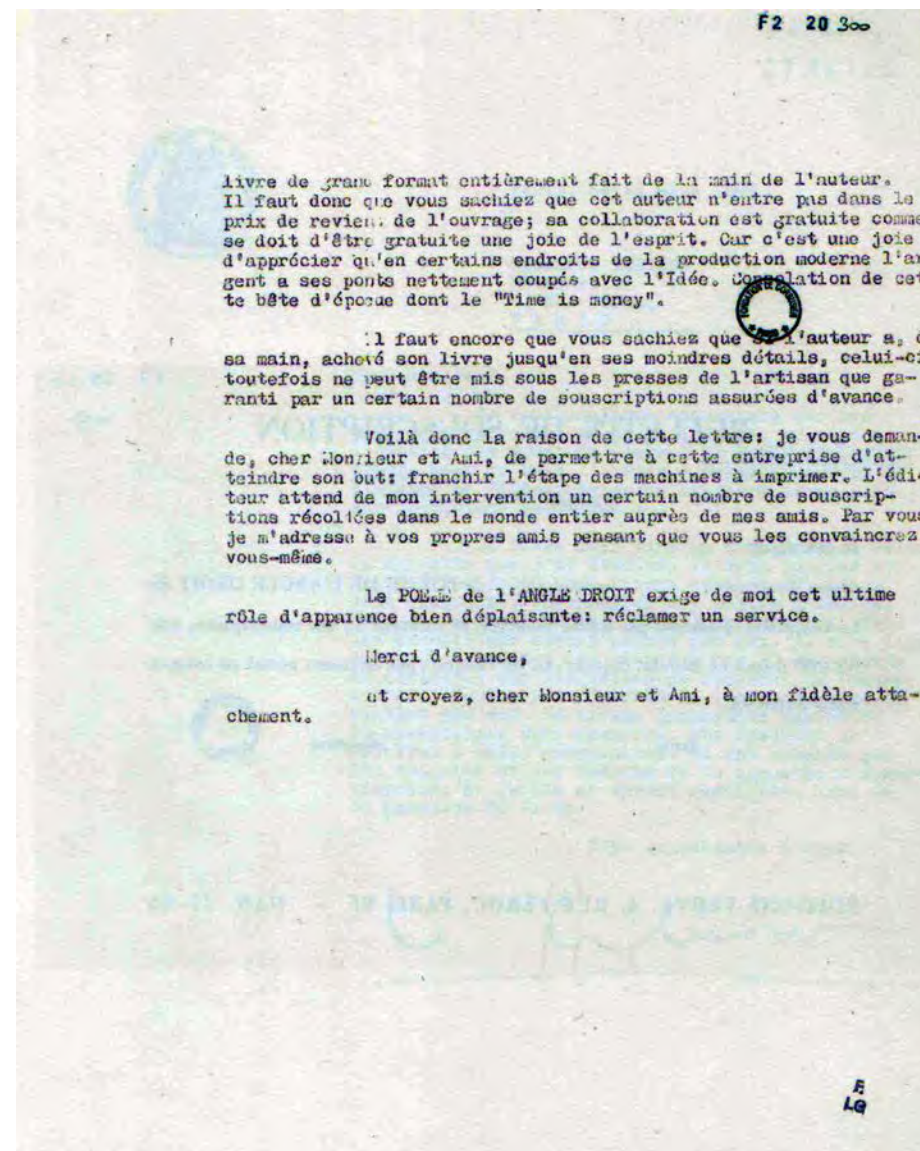 F2 20 300
livre de grand format entièrement fait de la main de l'auteur.
Il faut donc que vous sachiez que cet auteur n'entre pas dans le
prix de revient de l'ouvrage; sa collaboration est gratuite comme
se doit d'être gratuite une joie de l'esprit. Car c'est une joie
d'apprécier qu'en certains endroits de la production moderne l'ar
gent a ses ponts nettement coupés avec l'Idée. Consolation de cet
te bête d'époque dont le "Time is money".
Il faut encore que vous sachiez que si l'auteur a, d
sa main, achevé son livre jusqu'en ses moindres détails, celui-ci
toutefois ne peut être mis sous les presses de l'artisan que ga-
ranti par un certain nombre de souscriptions assurées d'avance.
Voilà donc la raison de cette lettre: je vous deman-
de, cher Monsieur et Ami, de permettre à cette entreprise d'at-
teindre son but: franchir l'étape des machines à imprimer. L'édi-
teur attend de mon intervention un certain nombre de souscrip-
tions récoltées dans le monde entier auprès de mes amis. Par vous
je m'adresse à vos propres amis pensant que vous les convaincrez
vous-même.
Le POEME de l'ANGLE DROIT exige de moi cet ultime
rôle d'apparence bien déplaisante: réclamer un service.
Merci d'avance,
et croyez, cher Monsieur et Ami, à mon fidèle atta-
chement.
F.
LC